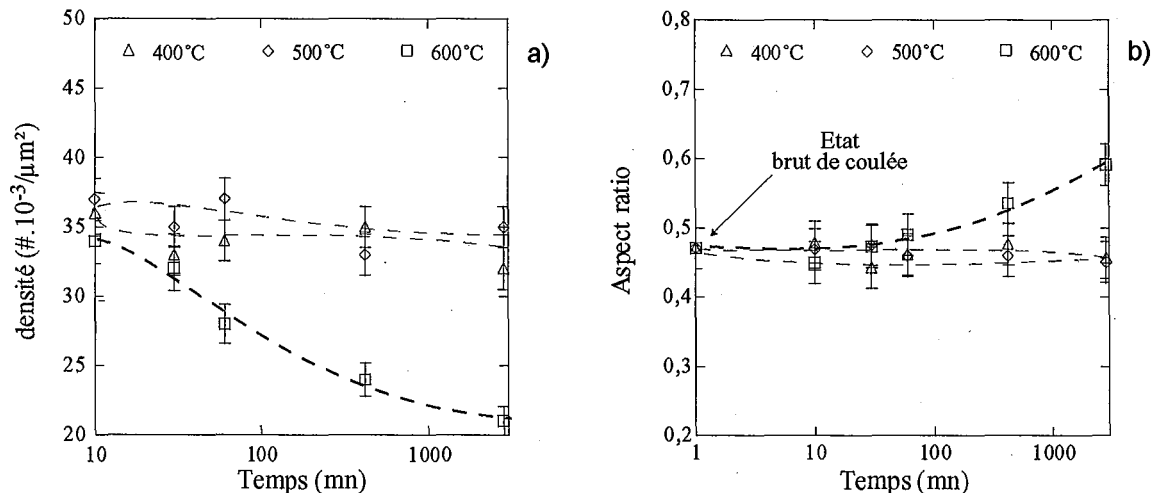 400°C 500°C 600°C
a)
densité (#.10⁻³/µm²)
50
45
40
35
30
25
20
10 100 1000
Temps (mn)
400°C 500°C 600°C
b)
Etat
brut de coulée
Aspect ratio
0,8
0,7
0,6
0,5
0,4
0,3
0,2
1 10 100 1000
Temps (mn)